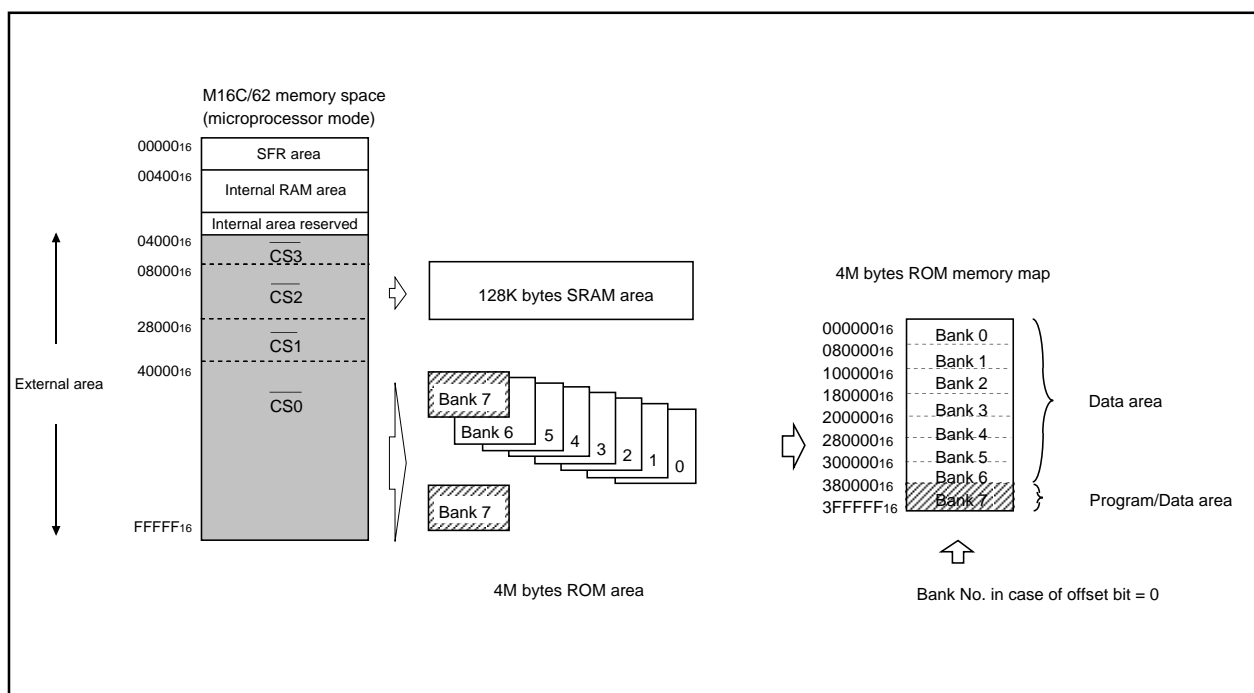 M16C/62 memory space
(microprocessor mode)
0000016
SFR area
0040016
Internal RAM area
Internal area reserved
0400016
CS3
0800016
CS2
2800016
CS1
4000016
CS0
FFFFF16
External area
128K bytes SRAM area
Bank 7
Bank 6
5
4
3
2
1
0
Bank 7
4M bytes ROM area
4M bytes ROM memory map
00000016
Bank 0
08000016
Bank 1
10000016
Bank 2
18000016
Bank 3
20000016
Bank 4
28000016
Bank 5
30000016
Bank 6
38000016
Bank 7
3FFFFF16
Data area
Program/Data area
Bank No. in case of offset bit = 0